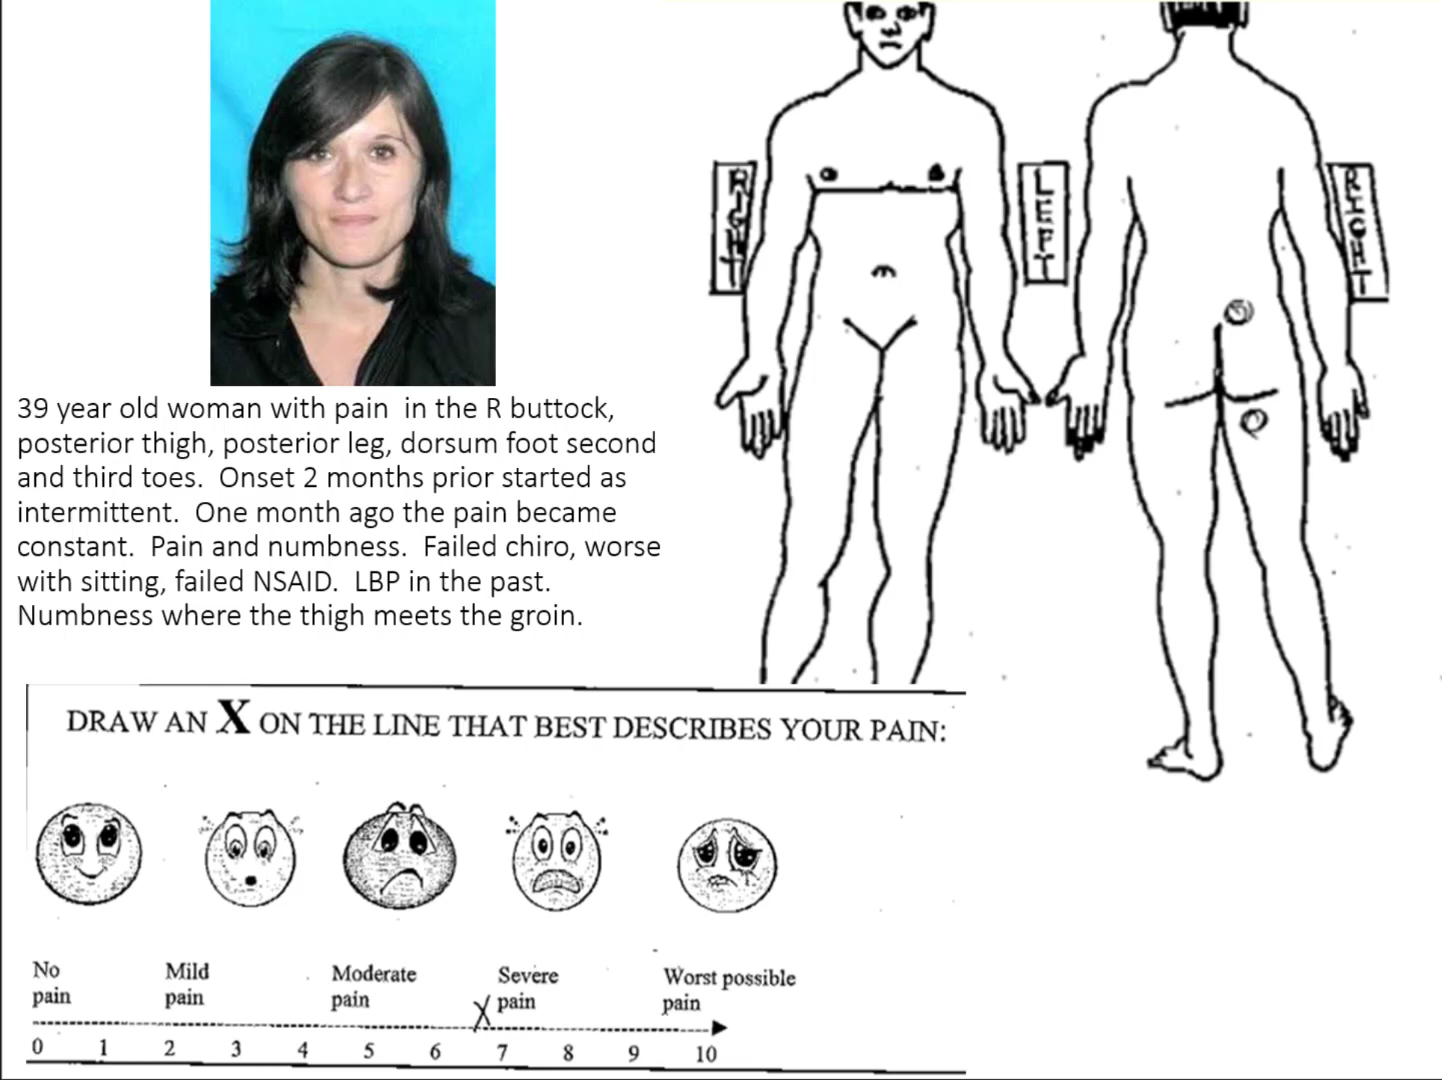 RIGHT
LEFT
RIGHT
39 year old woman with pain  in the R buttock,
posterior thigh, posterior leg, dorsum foot second
and third toes.  Onset 2 months prior started as
intermittent.  One month ago the pain became
constant.  Pain and numbness.  Failed chiro, worse
with sitting, failed NSAID.  LBP in the past.
Numbness where the thigh meets the groin.
DRAW AN X ON THE LINE THAT BEST DESCRIBES YOUR PAIN:
No pain
Mild pain
Moderate pain
Severe pain
Worst possible pain
X
0 1 2 3 4 5 6 7 8 9 10